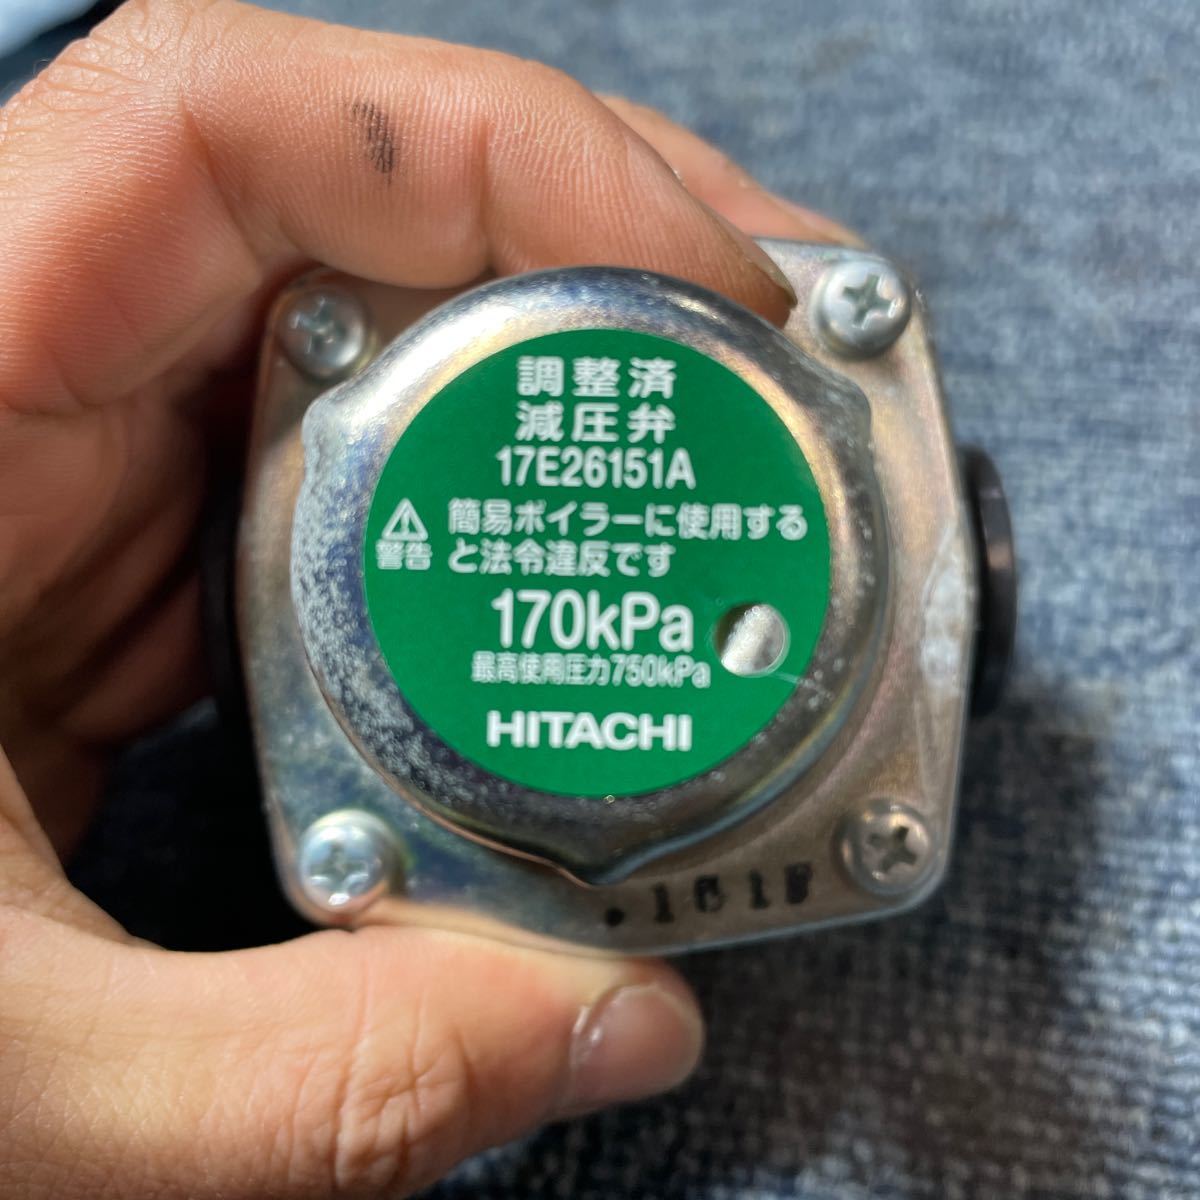 調整済
減圧弁
17E26151A
⚠ 簡易ボイラーに使用する
警告 と法令違反です
170kPa
最高使用圧力750kPa
HITACHI